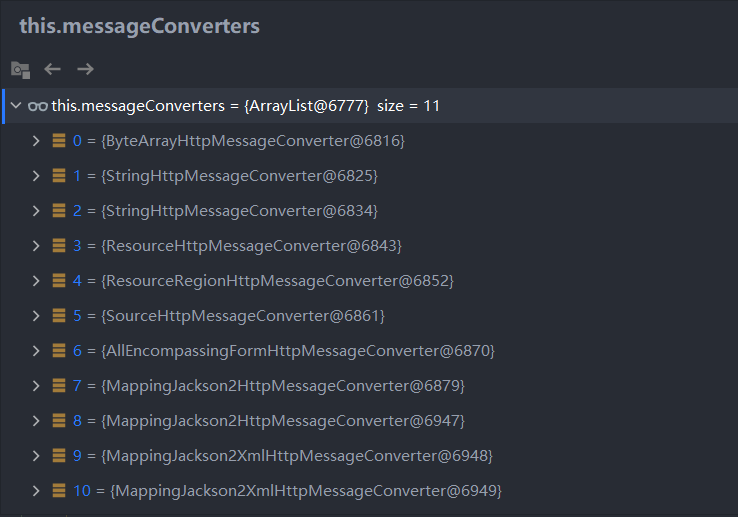 this.messageConverters
this.messageConverters = {ArrayList@6777} size = 11
0 = {ByteArrayHttpMessageConverter@6816}
1 = {StringHttpMessageConverter@6825}
2 = {StringHttpMessageConverter@6834}
3 = {ResourceHttpMessageConverter@6843}
4 = {ResourceRegionHttpMessageConverter@6852}
5 = {SourceHttpMessageConverter@6861}
6 = {AllEncompassingFormHttpMessageConverter@6870}
7 = {MappingJackson2HttpMessageConverter@6879}
8 = {MappingJackson2HttpMessageConverter@6947}
9 = {MappingJackson2XmlHttpMessageConverter@6948}
10 = {MappingJackson2XmlHttpMessageConverter@6949}